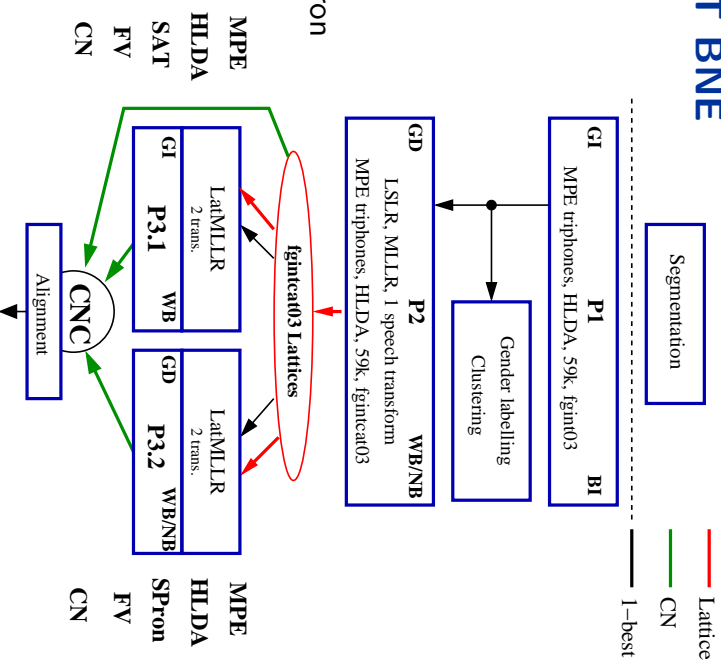 T BNE
Lattice
CN
1–best
Segmentation
GI P1 BI
MPE triphones, HLDA, 59k, fgint03
Gender labelling
Clustering
GD P2 WB/NB
LSLR, MLLR, 1 speech transform
MPE triphones, HLDA, 59k, fgintcat03
ron
fgintcat03 Lattices
MPE
HLDA
SAT
FV
CN
LatMLLR
2 trans.
GI P3.1 WB
LatMLLR
2 trans.
GD P3.2 WB/NB
MPE
HLDA
SPron
FV
CN
CNC
Alignment